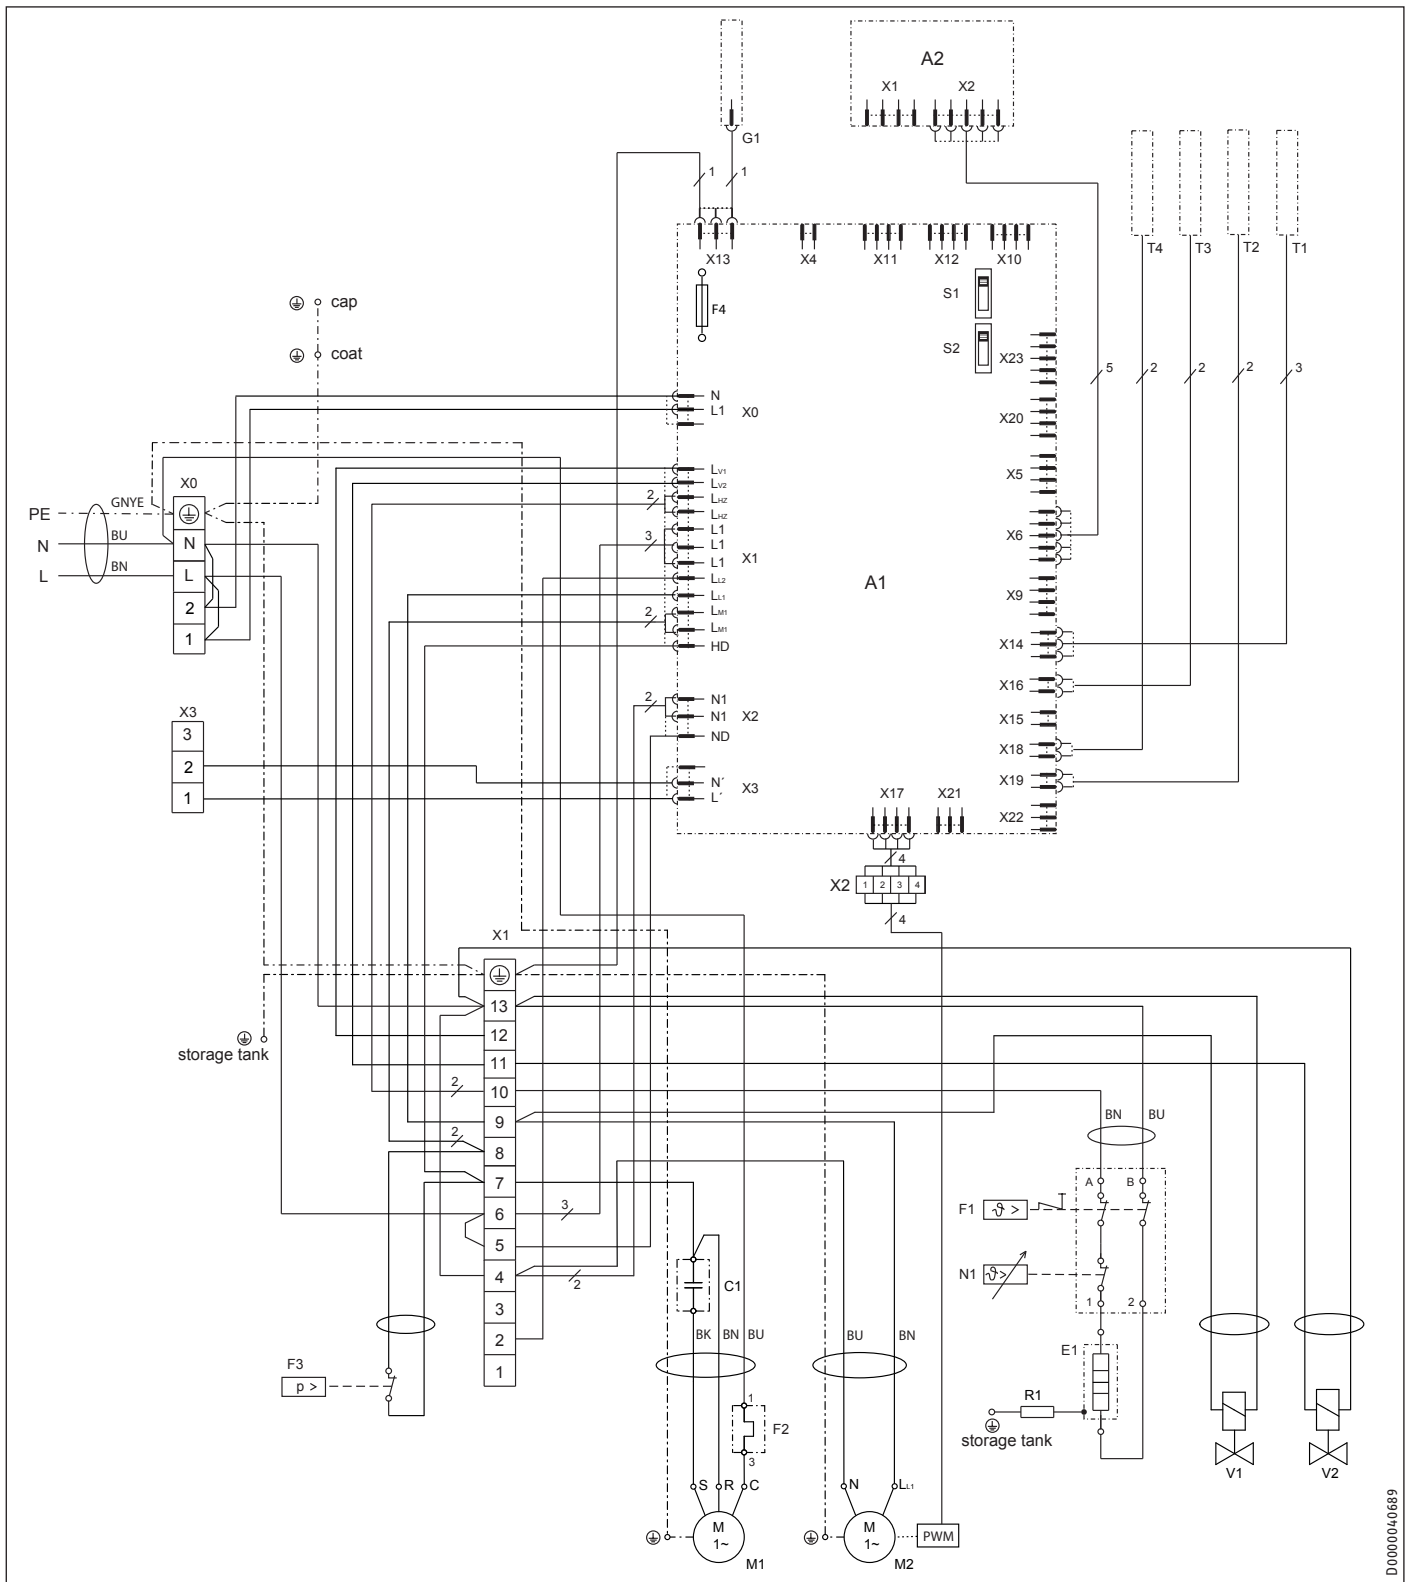 A2
X1 X2
G1
1 1
T4 T3 T2 T1
X13 X4 X11 X12 X10
S1
F4
S2
X23
cap
coat
5 2 2 2 3
N
L1 X0
X20
X0
PE GNYE
N BU N
L BN L
2
1
LV1
LV2
2 LHZ
LHZ
L1
3 L1
L1
X1
LL2
LL1
2 LM1
LM1
HD
A1
X5
X6
X9
X14
X16
X15
X18
X19
X22
X3
3
2
1
2 N1
N1 X2
ND
N´ X3
L´
X17 X21
4
X2 1 2 3 4
4
X1
13
12
11
2 10
9
2 8
7
6 3
5
4 2
3
2
1
storage tank
BN BU
A B
F1 ϑ >
N1 ϑ>
1 2
C1
BK BN BU
BU BN
F3
p >
E1
R1
storage tank
1
F2
3
S R C
N LL1
V1 V2
M
1~
M1
M
1~
M2
PWM
D0000040689